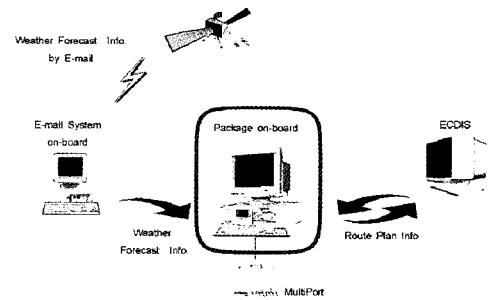 Weather Forecast Info.
by E-mail
E-mail System
on-board
Package on-board
ECDIS
Weather
Forecast Info.
Route Plan Info
MultiPort